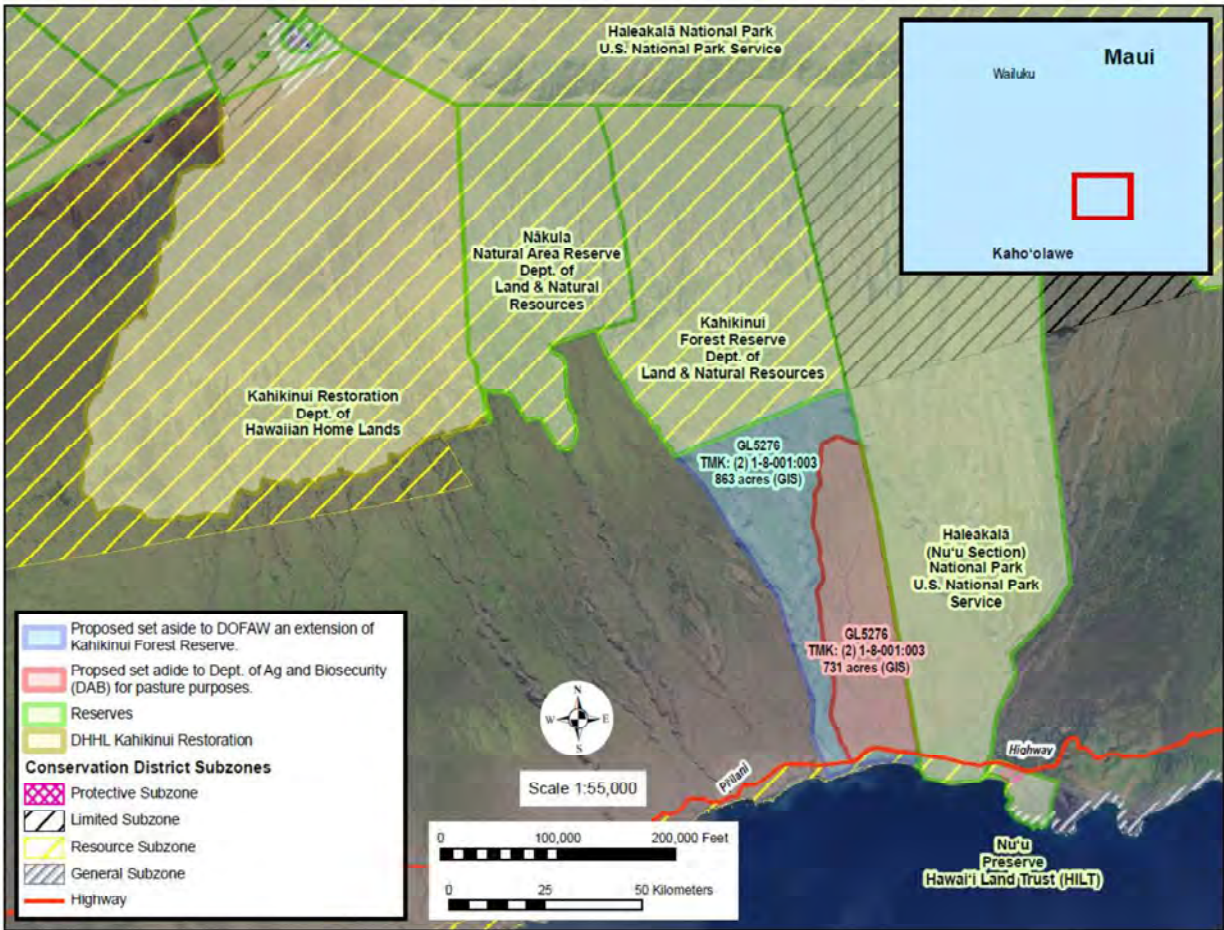 Haleakalā National Park
U.S. National Park Service
Maui
Wailuku
Kaho'olawe
Nākula
Natural Area Reserve
Dept. of
Land & Natural
Resources
Kahikinui
Forest Reserve
Dept. of
Land & Natural Resources
Kahikinui Restoration
Dept. of
Hawaiian Home Lands
GL5276
TMK: (2) 1-8-001:003
863 acres (GIS)
Haleakalā
(Nu'u Section)
National Park
U.S. National Park
Service
GL5276
TMK: (2) 1-8-001:003
731 acres (GIS)
Proposed set aside to DOFAW an extension of
Kahikinui Forest Reserve.
Propsed set adide to Dept. of Ag and Biosecurity
(DAB) for pasture purposes.
Reserves
DHHL Kahikinui Restoration
Conservation District Subzones
Protective Subzone
Limited Subzone
Resource Subzone
General Subzone
Highway
N
W E
S
Scale 1:55,000
Pi'ilani
Highway
0 100,000 200,000 Feet
0 25 50 Kilometers
Nu'u
Preserve
Hawai'i Land Trust (HILT)